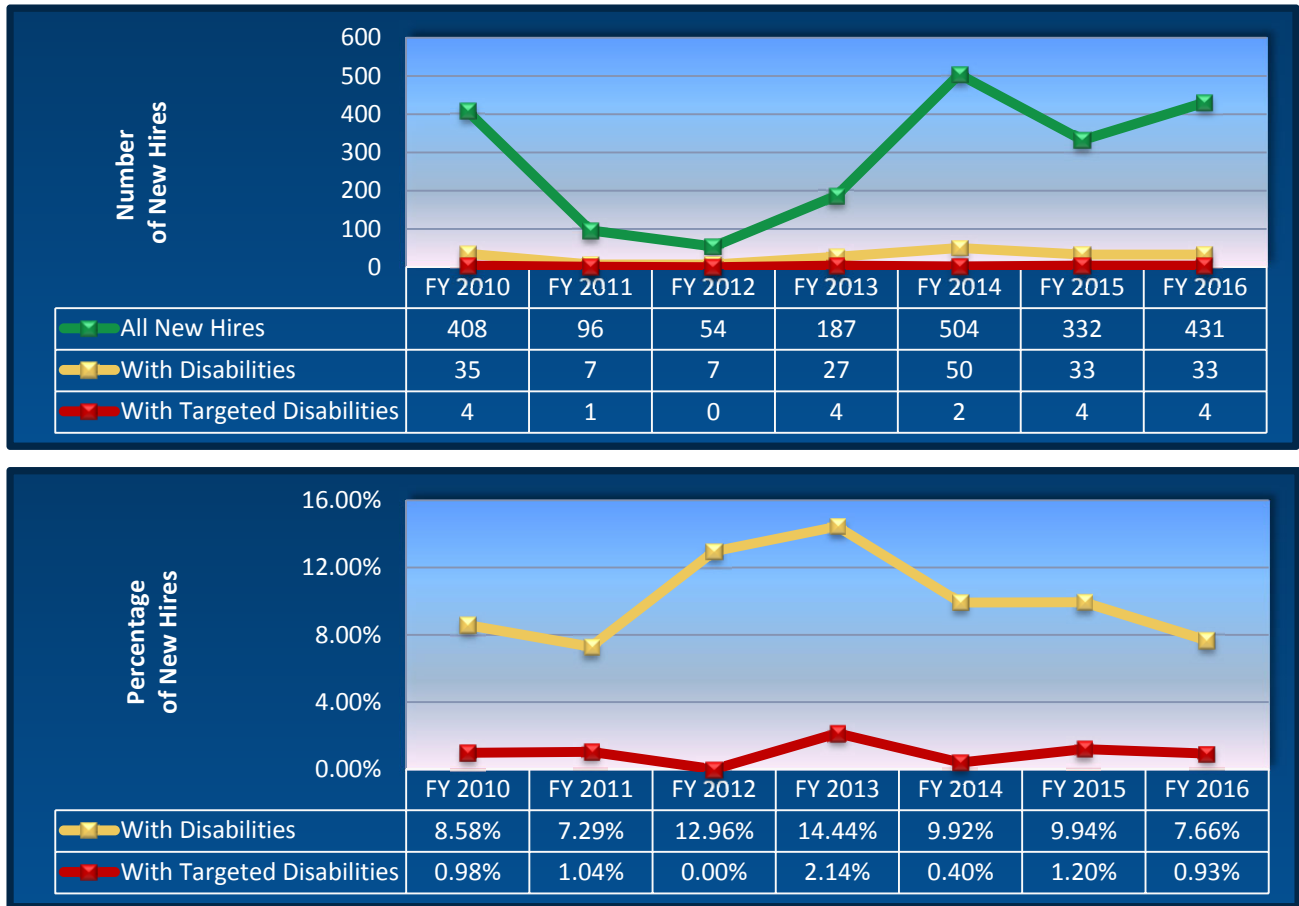 600
500
400
300
200
100
0
Number
of New Hires
FY 2010 FY 2011 FY 2012 FY 2013 FY 2014 FY 2015 FY 2016
All New Hires 408 96 54 187 504 332 431
With Disabilities 35 7 7 27 50 33 33
With Targeted Disabilities 4 1 0 4 2 4 4
16.00%
12.00%
8.00%
4.00%
0.00%
Percentage
of New Hires
FY 2010 FY 2011 FY 2012 FY 2013 FY 2014 FY 2015 FY 2016
With Disabilities 8.58% 7.29% 12.96% 14.44% 9.92% 9.94% 7.66%
With Targeted Disabilities 0.98% 1.04% 0.00% 2.14% 0.40% 1.20% 0.93%